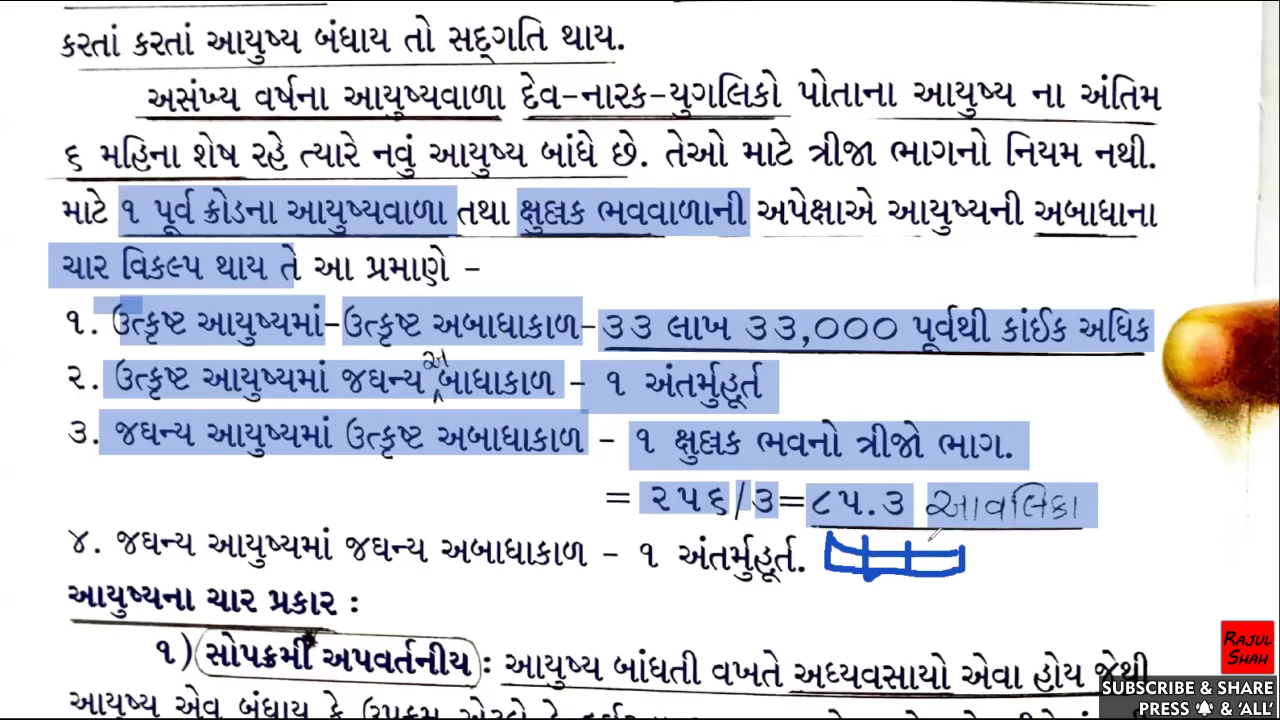 કરતાં કરતાં આયુષ્ય બંધાય તો સદ્ગતિ થાય.
અસંખ્ય વર્ષના આયુષ્યવાળા દેવ-નારક-યુગલિકો પોતાના આયુષ્ય ના અંતિમ
૬ મહિના શેષ રહે ત્યારે નવું આયુષ્ય બાંધે છે. તેઓ માટે ત્રીજા ભાગનો નિયમ નથી.
માટે ૧ પૂર્વ ક્રોડના આયુષ્યવાળા તથા ક્ષુલ્લક ભવવાળાની અપેક્ષાએ આયુષ્યની અબાધાના
ચાર વિકલ્પ થાય તે આ પ્રમાણે -
૧. ઉત્કૃષ્ટ આયુષ્યમાં-ઉત્કૃષ્ટ અબાધાકાળ-૩૩ લાખ ૩૩,૦૦૦ પૂર્વથી કાંઈક અધિક
૨. ઉત્કૃષ્ટ આયુષ્યમાં જઘન્ય અબાધાકાળ - ૧ અંતર્મુહૂર્ત
૩. જઘન્ય આયુષ્યમાં ઉત્કૃષ્ટ અબાધાકાળ - ૧ ક્ષુલ્લક ભવનો ત્રીજો ભાગ.
= ૨૫૬/૩=૮૫.૩ આવલિકા
૪. જઘન્ય આયુષ્યમાં જઘન્ય અબાધાકાળ - ૧ અંતર્મુહૂર્ત.
આયુષ્યના ચાર પ્રકાર :
૧) સોપક્રમી અપવર્તનીય : આયુષ્ય બાંધતી વખતે અધ્યવસાયો એવા હોય જેથી
આયુષ્ય એવ બંધાય કે
RAJUL
SHAH
SUBSCRIBE & SHARE
PRESS & 'ALL'